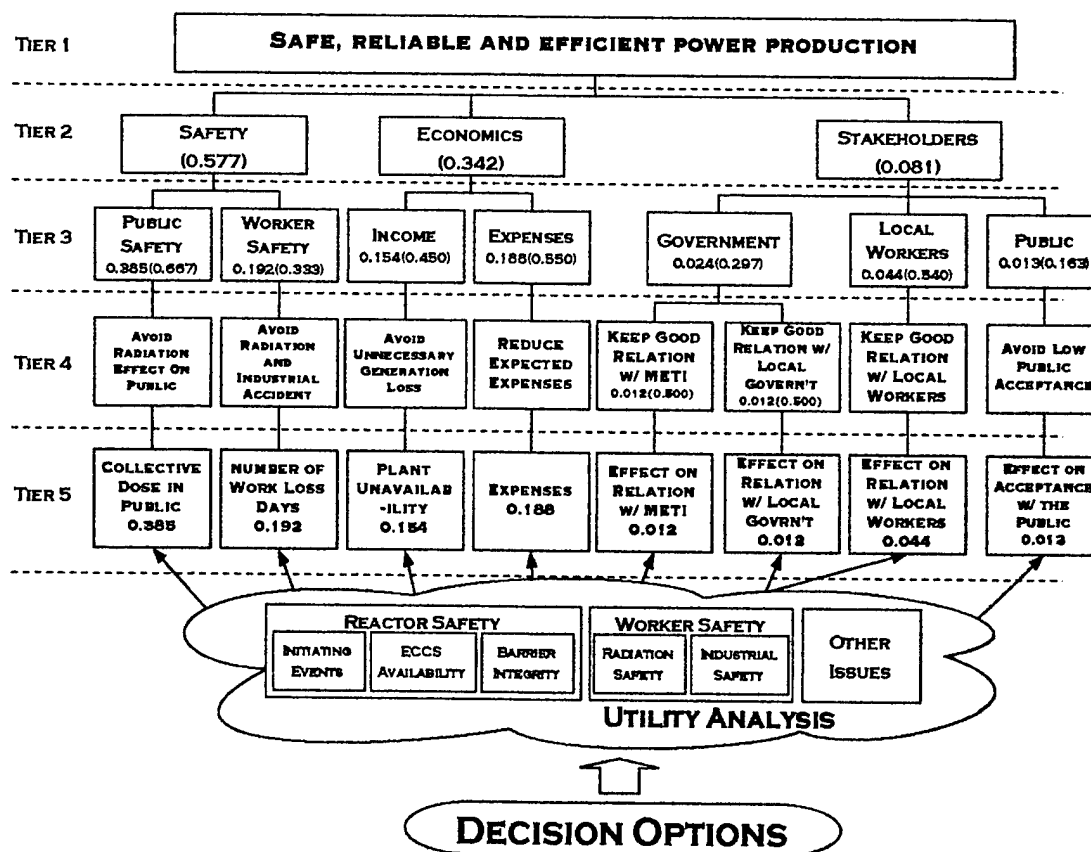 TIER 1
SAFE, RELIABLE AND EFFICIENT POWER PRODUCTION
TIER 2
SAFETY
(0.577)
ECONOMICS
(0.342)
STAKEHOLDERS
(0.081)
TIER 3
PUBLIC
SAFETY
0.385(0.667)
WORKER
SAFETY
0.192(0.333)
INCOME
0.154(0.450)
EXPENSES
0.188(0.550)
GOVERNMENT
0.024(0.297)
LOCAL
WORKERS
0.044(0.540)
PUBLIC
0.013(0.163)
TIER 4
AVOID
RADIATION
EFFECT ON
PUBLIC
AVOID
RADIATION
AND
INDUSTRIAL
ACCIDENT
AVOID
UNNECESSARY
GENERATION
LOSS
REDUCE
EXPECTED
EXPENSES
KEEP GOOD
RELATION
W/ METI
0.012(0.500)
KEEP GOOD
RELATION W/
LOCAL
GOVERN'T
0.012(0.500)
KEEP GOOD
RELATION
W/ LOCAL
WORKERS
AVOID LOW
PUBLIC
ACCEPTANCE
TIER 5
COLLECTIVE
DOSE IN
PUBLIC
0.385
NUMBER OF
WORK LOSS
DAYS
0.192
PLANT
UNAVAILAB
-ILITY
0.154
EXPENSES
0.188
EFFECT ON
RELATION
W/ METI
0.012
EFFECT ON
RELATION
W/ LOCAL
GOVRN'T
0.012
EFFECT ON
RELATION
W/ LOCAL
WORKERS
0.044
EFFECT ON
ACCEPTANCE
W/ THE
PUBLIC
0.013
REACTOR SAFETY
INITIATING
EVENTS
ECCS
AVAILABILITY
BARRIER
INTEGRITY
WORKER SAFETY
RADIATION
SAFETY
INDUSTRIAL
SAFETY
OTHER
ISSUES
UTILITY ANALYSIS
DECISION OPTIONS